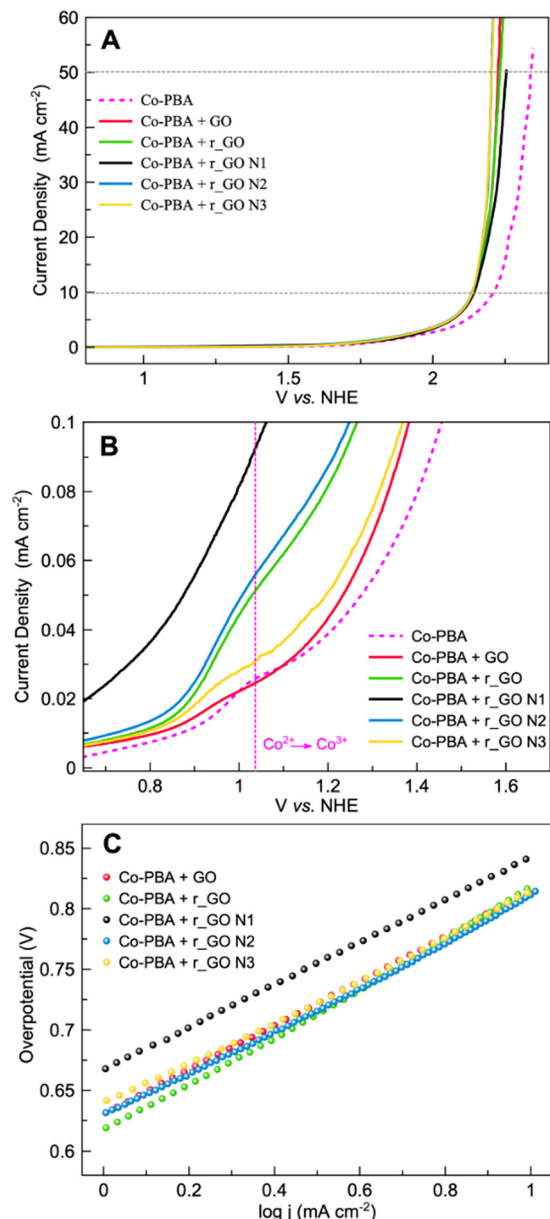 A
60
50
40
30
20
10
0
Current Density (mA cm⁻²)
Co-PBA
Co-PBA + GO
Co-PBA + r_GO
Co-PBA + r_GO N1
Co-PBA + r_GO N2
Co-PBA + r_GO N3
1
1.5
2
V vs. NHE
B
0.1
0.08
0.06
0.04
0.02
0
Current Density (mA cm⁻²)
Co-PBA
Co-PBA + GO
Co-PBA + r_GO
Co-PBA + r_GO N1
Co-PBA + r_GO N2
Co-PBA + r_GO N3
Co²⁺→ Co³⁺
0.8
1
1.2
1.4
1.6
V vs. NHE
C
0.85
0.8
0.75
0.7
0.65
0.6
Overpotential (V)
Co-PBA + GO
Co-PBA + r_GO
Co-PBA + r_GO N1
Co-PBA + r_GO N2
Co-PBA + r_GO N3
0
0.2
0.4
0.6
0.8
1
log j (mA cm⁻²)